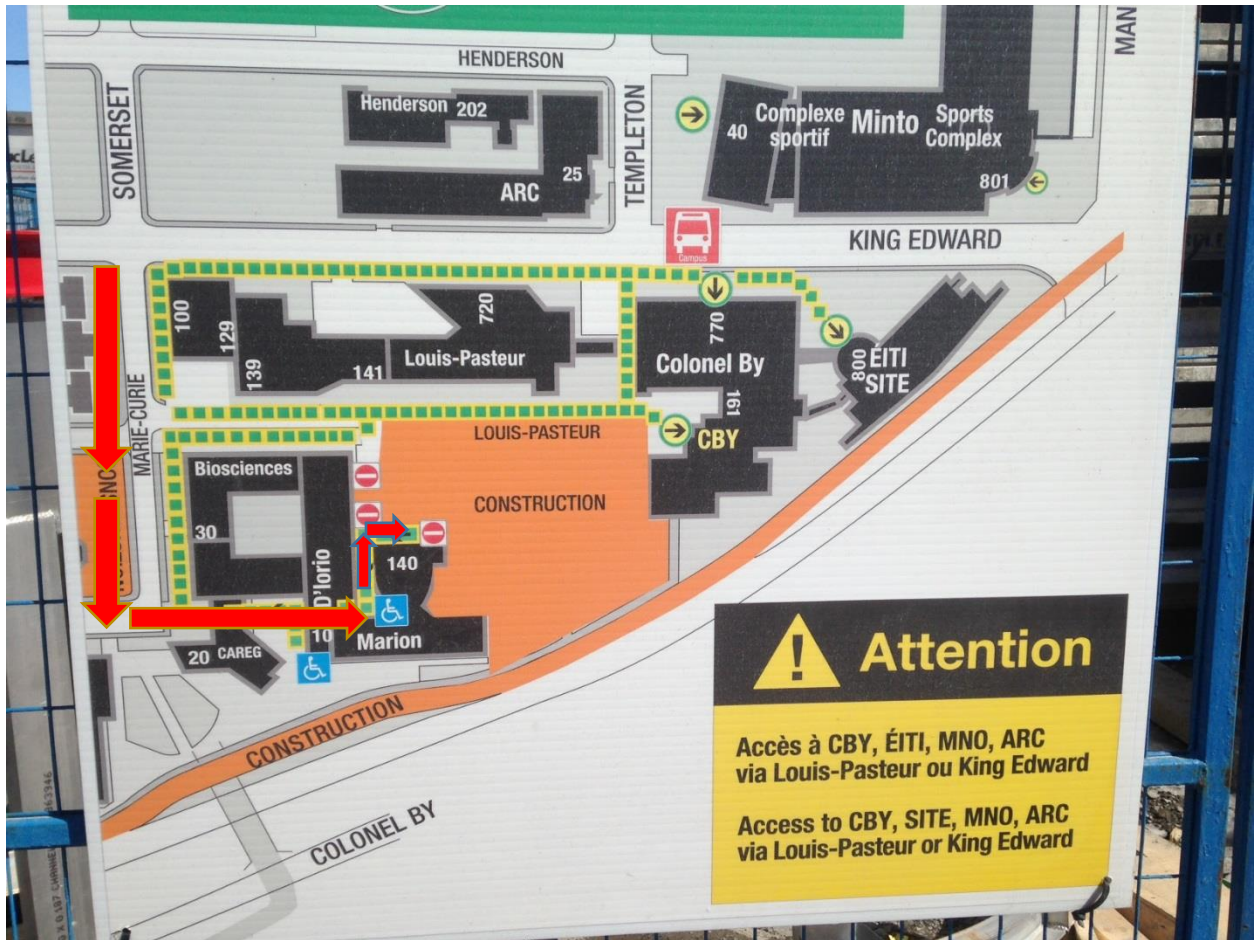 HENDERSON
MAN
SOMERSET
Henderson 202
TEMPLETON
40
Complexe
sportif
Minto
Sports
Complex
25
ARC
801
Campus
KING EDWARD
100
129
139
141
720
Louis-Pasteur
770
Colonel By
161
800
ÉITI
SITE
MARIE-CURIE
LOUIS-PASTEUR
CBY
Biosciences
30
CONSTRUCTION
D'Iorio
140
10
Marion
20 CAREG
CONSTRUCTION
COLONEL BY
Attention
Accès à CBY, ÉITI, MNO, ARC
via Louis-Pasteur ou King Edward
Access to CBY, SITE, MNO, ARC
via Louis-Pasteur or King Edward